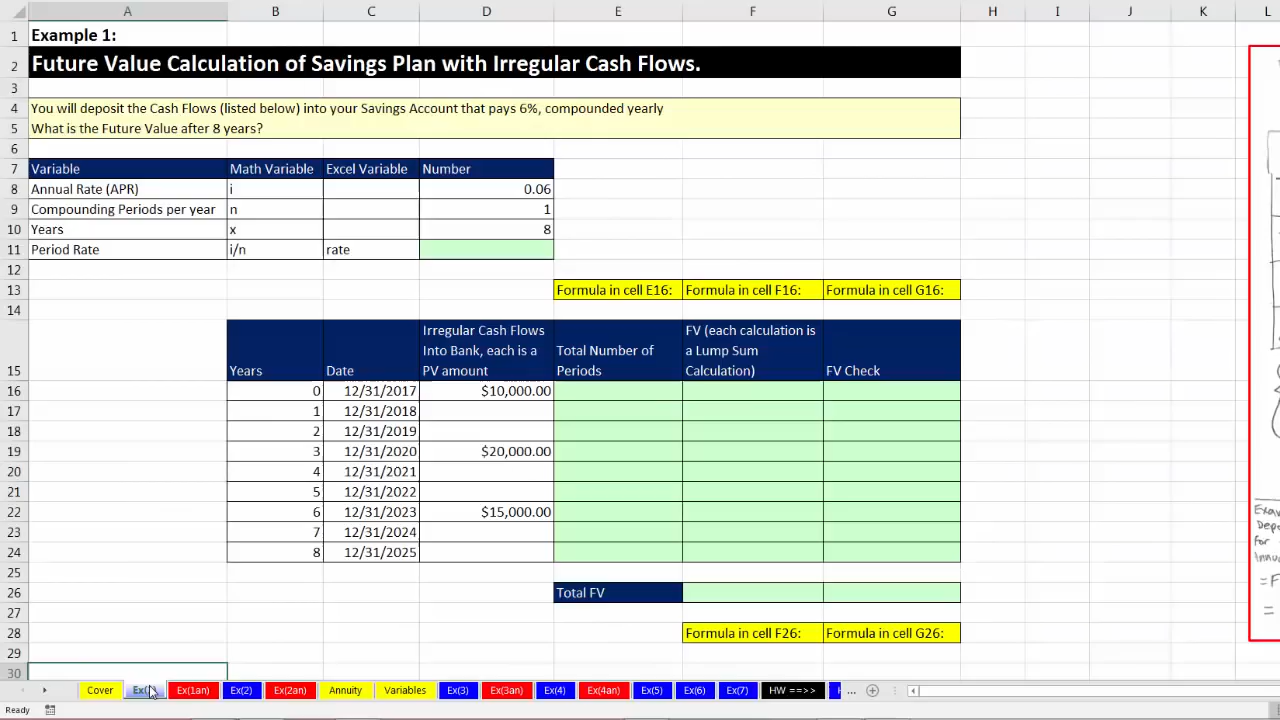 A B C D E F G H I J K L
1 Example 1:
2 Future Value Calculation of Savings Plan with Irregular Cash Flows.
3
4 You will deposit the Cash Flows (listed below) into your Savings Account that pays 6%, compounded yearly
5 What is the Future Value after 8 years?
6
7 Variable Math Variable Excel Variable Number
8 Annual Rate (APR) i 0.06
9 Compounding Periods per year n 1
10 Years x 8
11 Period Rate i/n rate
12
13 Formula in cell E16: Formula in cell F16: Formula in cell G16:
14
Irregular Cash Flows FV (each calculation is
Into Bank, each is a Total Number of a Lump Sum
15 Years Date PV amount Periods Calculation) FV Check
16 0 12/31/2017 $10,000.00
17 1 12/31/2018
18 2 12/31/2019
19 3 12/31/2020 $20,000.00
20 4 12/31/2021
21 5 12/31/2022
22 6 12/31/2023 $15,000.00
23 7 12/31/2024
24 8 12/31/2025
25
26 Total FV
27
28 Formula in cell F26: Formula in cell G26:
29
30
Cover Ex(1an) Ex(2) Ex(2an) Annuity Variables Ex(3) Ex(3an) Ex(4) Ex(4an) Ex(5) Ex(6) Ex(7) HW ==>> ...
Ready